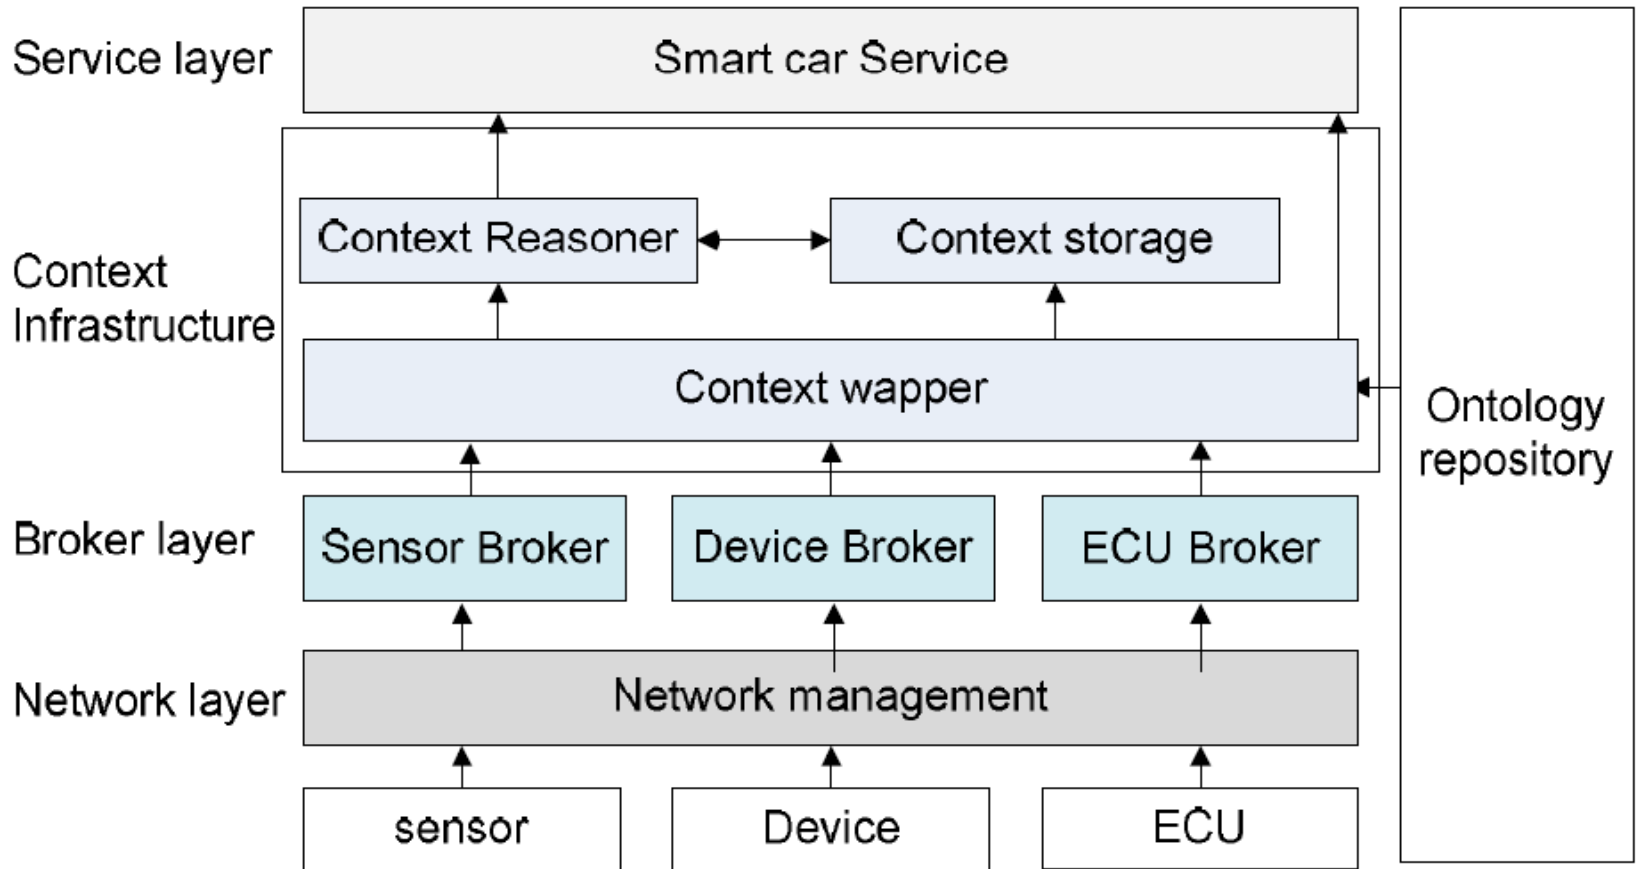 Service layer
Smart car Service
Context Reasoner
Context storage
Context
Infrastructure
Context wapper
Ontology
repository
Broker layer
Sensor Broker
Device Broker
ECU Broker
Network layer
Network management
sensor
Device
ECU